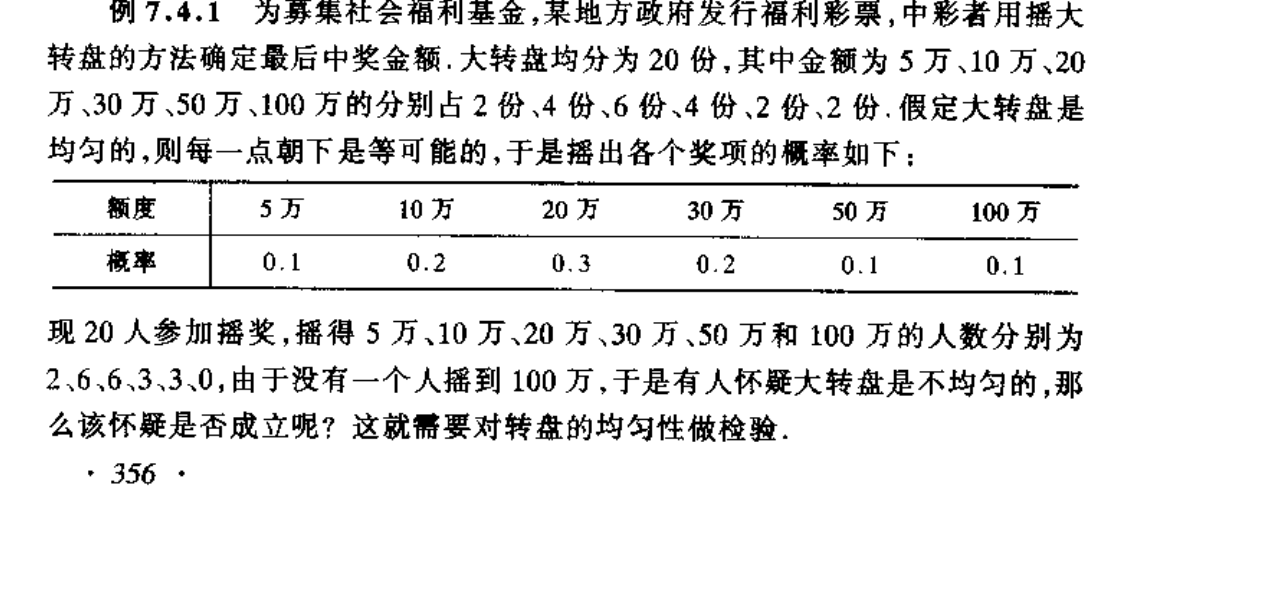 例 7.4.1 为募集社会福利基金,某地方政府发行福利彩票,中彩者用摇大
转盘的方法确定最后中奖金额.大转盘均分为 20 份,其中金额为 5 万、10 万、20
万、30 万、50 万、100 万的分别占 2 份、4 份、6 份、4 份、2 份、2 份.假定大转盘是
均匀的,则每一点朝下是等可能的,于是摇出各个奖项的概率如下:
额度 5 万 10 万 20 万 30 万 50 万 100 万
概率 0.1 0.2 0.3 0.2 0.1 0.1
现 20 人参加摇奖,摇得 5 万、10 万、20 万、30 万、50 万和 100 万的人数分别为
2、6、6、3、3、0,由于没有一个人摇到 100 万,于是有人怀疑大转盘是不均匀的,那
么该怀疑是否成立呢? 这就需要对转盘的均匀性做检验.
· 356 ·